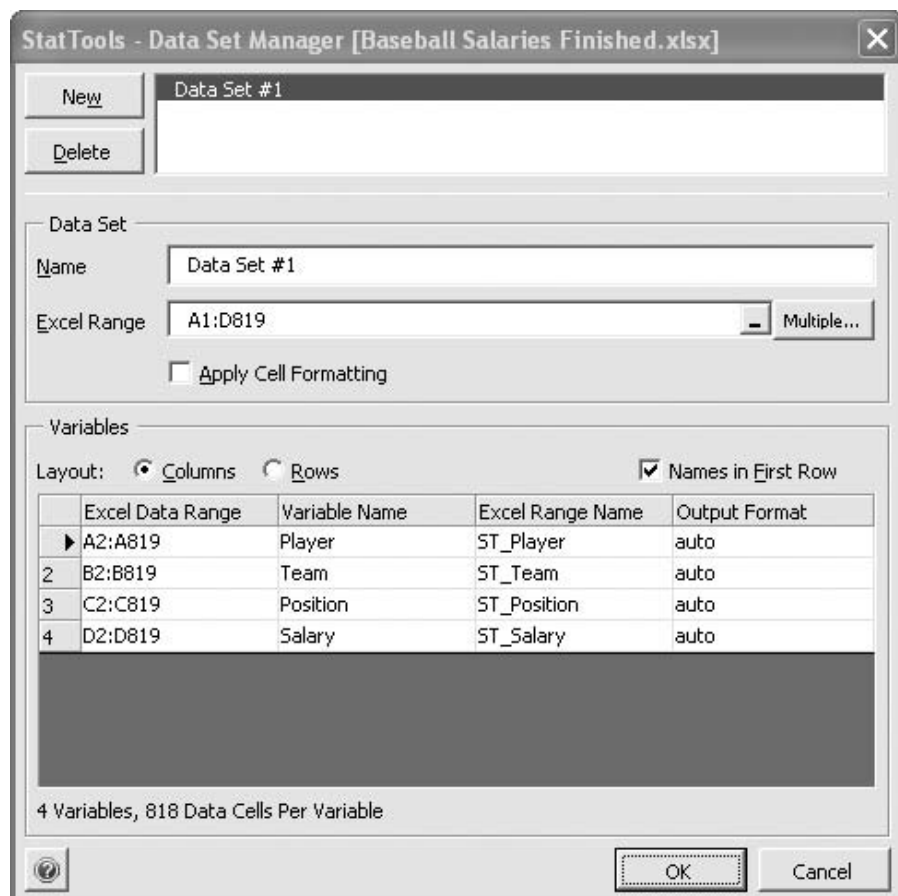 StatTools - Data Set Manager [Baseball Salaries Finished.xlsx]
New
Data Set #1
Delete
Data Set
Name
Data Set #1
Excel Range
A1:D819
Multiple...
Apply Cell Formatting
Variables
Layout: Columns Rows Names in First Row
Excel Data Range Variable Name Excel Range Name Output Format
A2:A819 Player ST_Player auto
2 B2:B819 Team ST_Team auto
3 C2:C819 Position ST_Position auto
4 D2:D819 Salary ST_Salary auto
4 Variables, 818 Data Cells Per Variable
OK Cancel